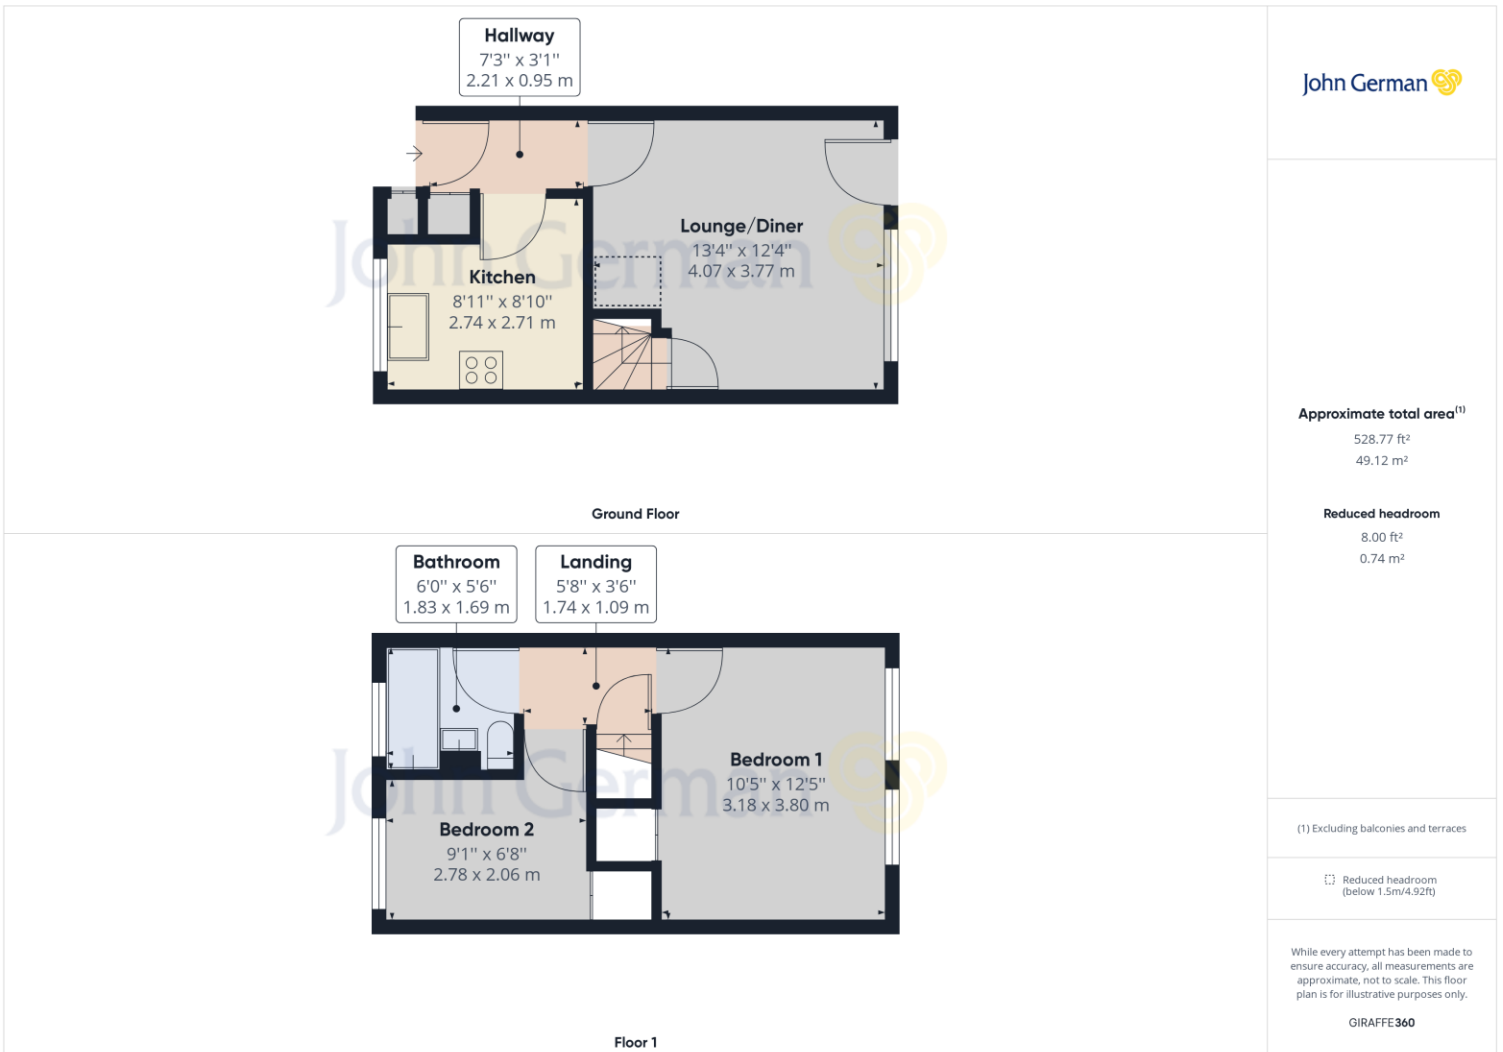 Hallway
7'3'' x 3'1''
2.21 x 0.95 m
Lounge/Diner
13'4'' x 12'4''
4.07 x 3.77 m
Kitchen
8'11'' x 8'10''
2.74 x 2.71 m
John German
Ground Floor
Bathroom
6'0'' x 5'6''
1.83 x 1.69 m
Landing
5'8'' x 3'6''
1.74 x 1.09 m
Bedroom 1
10'5'' x 12'5''
3.18 x 3.80 m
Bedroom 2
9'1'' x 6'8''
2.78 x 2.06 m
John German
Floor 1
John German
Approximate total area(1)
528.77 ft²
49.12 m²
Reduced headroom
8.00 ft²
0.74 m²
(1) Excluding balconies and terraces
Reduced headroom
(below 1.5m/4.92ft)
While every attempt has been made to
ensure accuracy, all measurements are
approximate, not to scale. This floor
plan is for illustrative purposes only.
GIRAFFE360